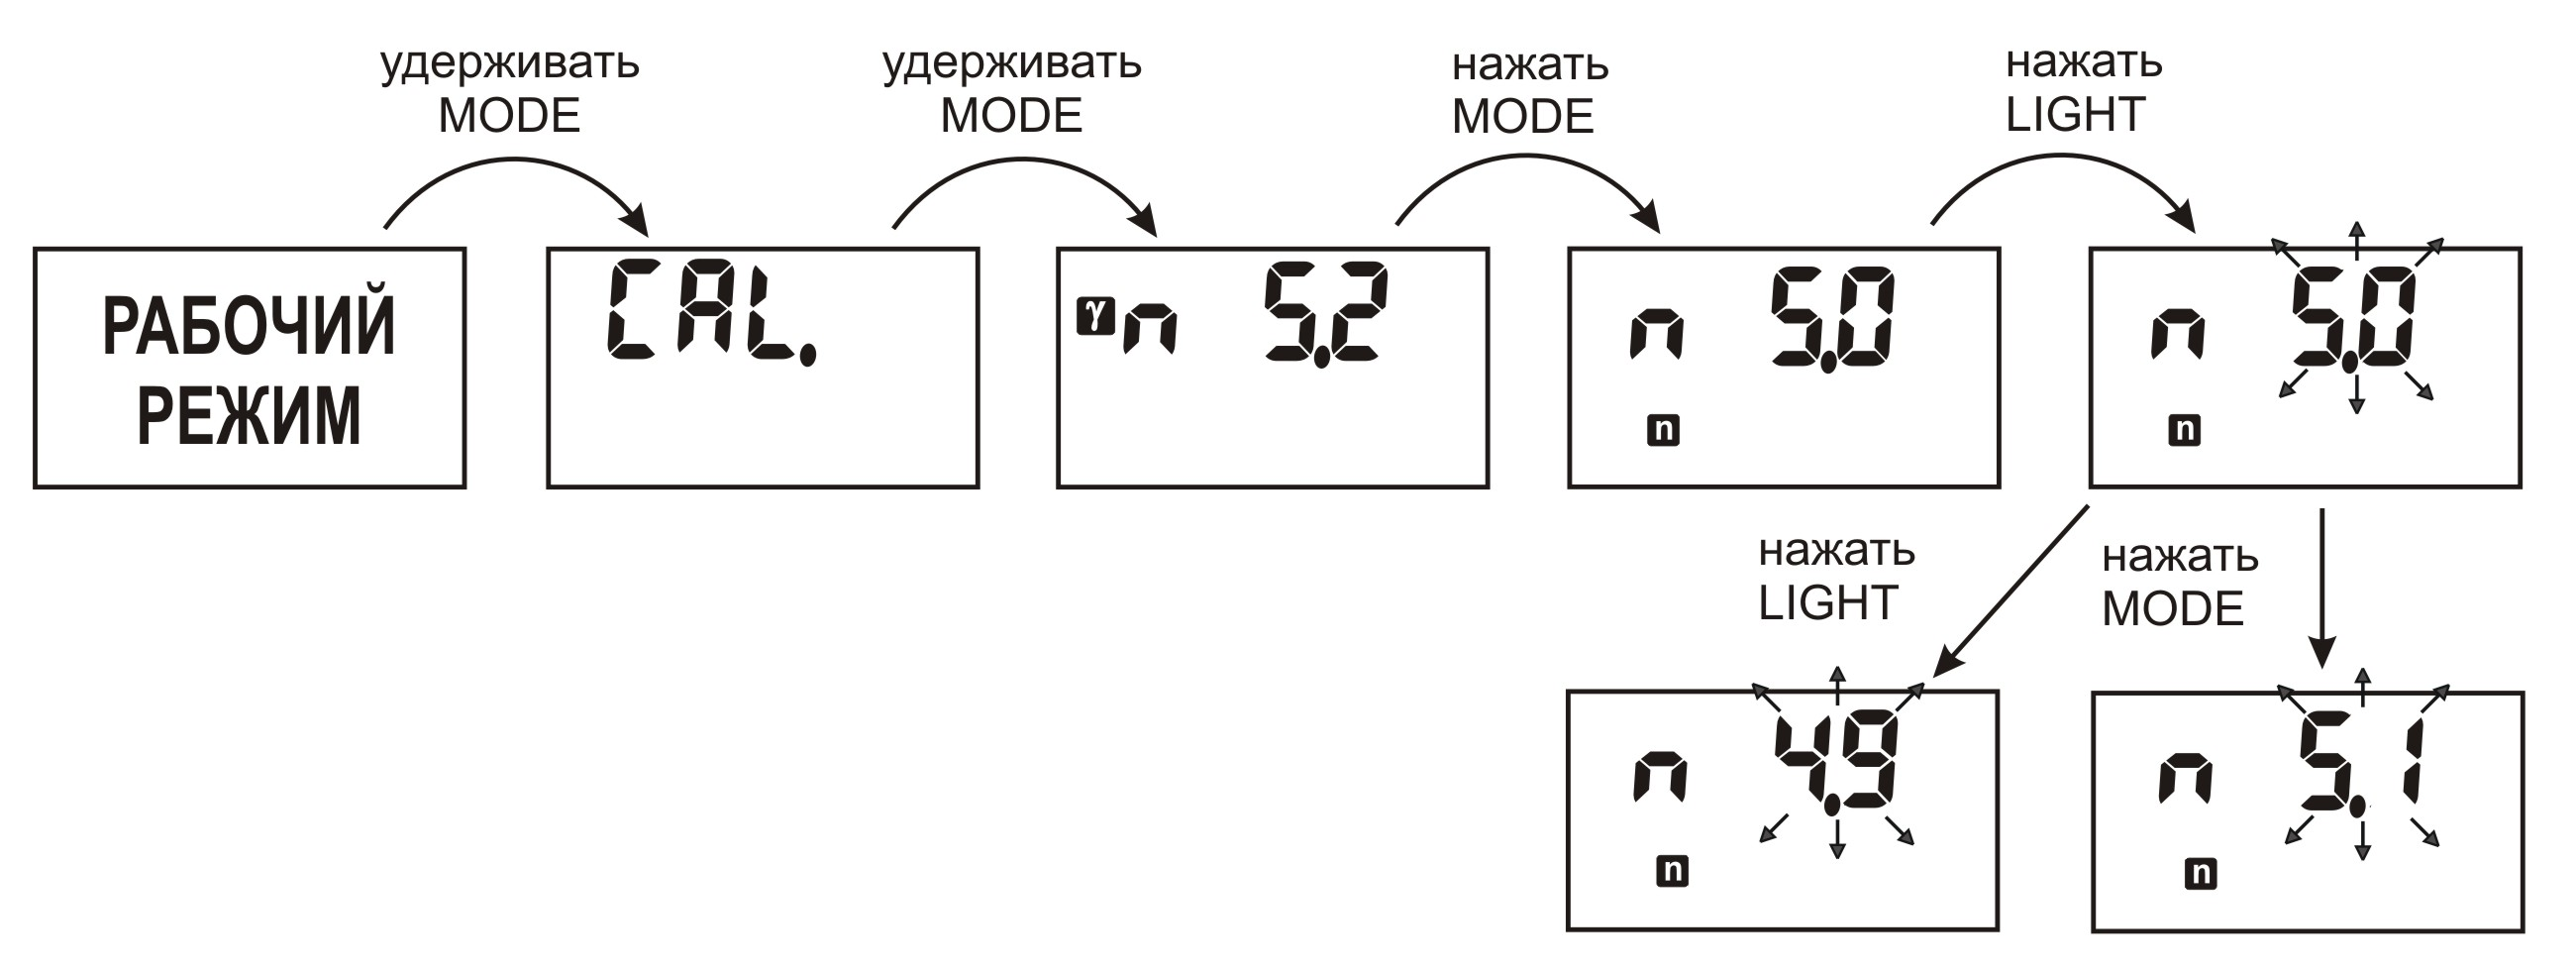 удерживать
MODE
удерживать
MODE
нажать
MODE
нажать
LIGHT
РАБОЧИЙ
РЕЖИМ
CAL.
γ n 5.2
n 5.0
n
n 5.0
n
нажать
LIGHT
нажать
MODE
n 4.9
n
n 5.1
n